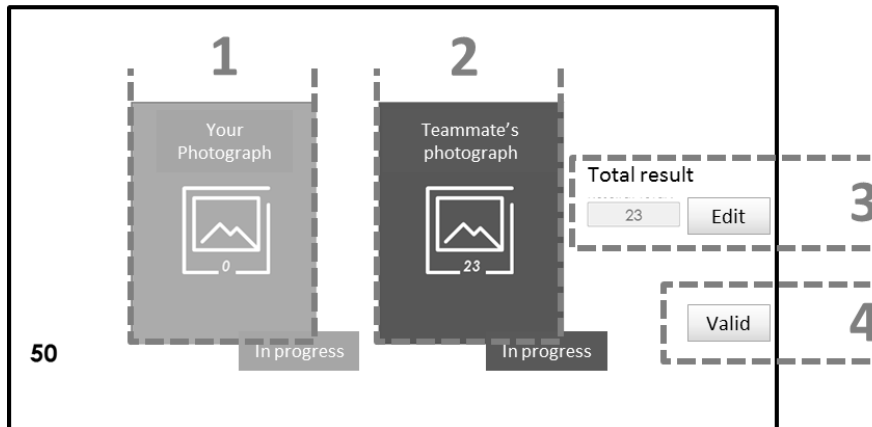 1
2
Your
Photograph
Teammate's
photograph
0
23
Total result
23
Edit
3
Valid
4
50
In progress
In progress